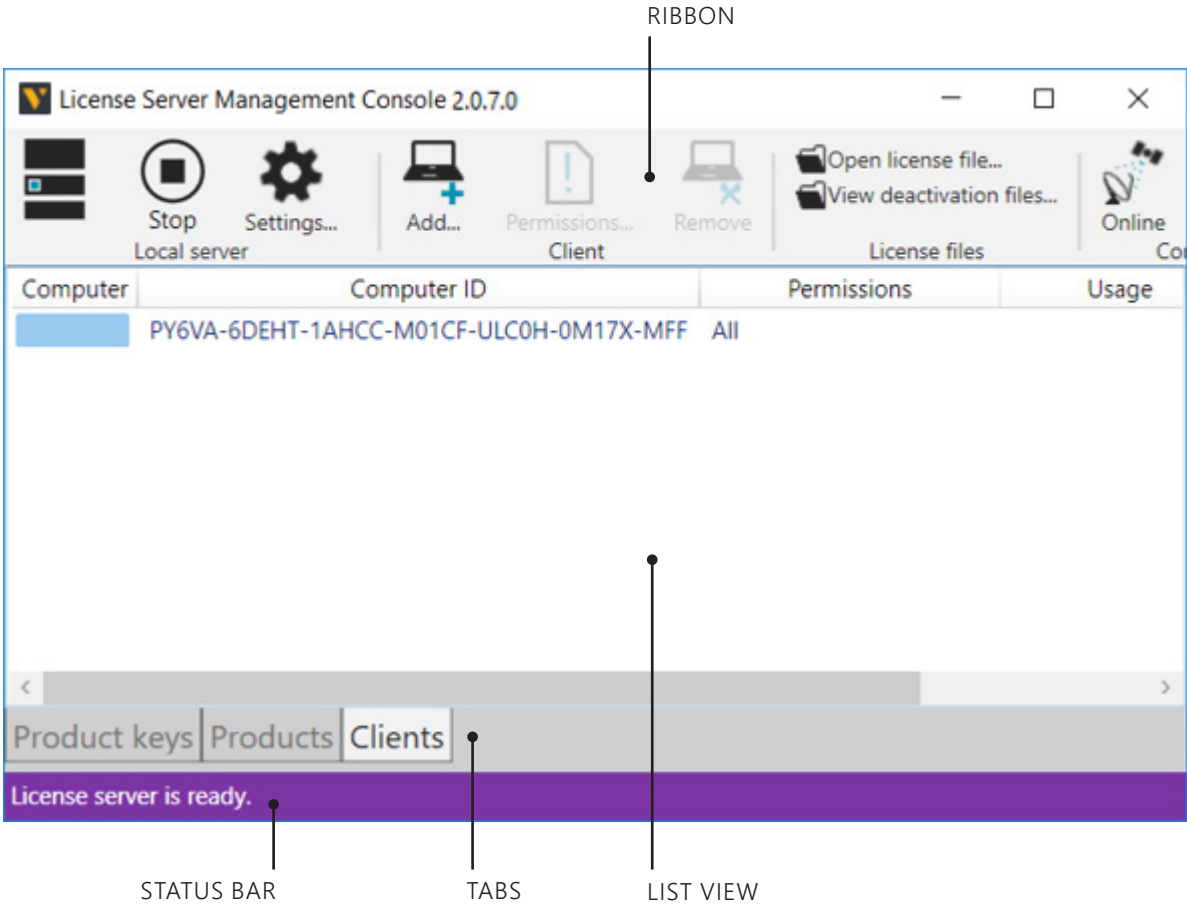 RIBBON
License Server Management Console 2.0.7.0
Stop
Settings...
Local server
Add...
Permissions...
Remove
Client
Open license file...
View deactivation files...
License files
Online
Computer Computer ID Permissions Usage
PY6VA-6DEHT-1AHCC-M01CF-ULC0H-0M17X-MFF All
Product keys Products Clients
License server is ready.
STATUS BAR TABS LIST VIEW